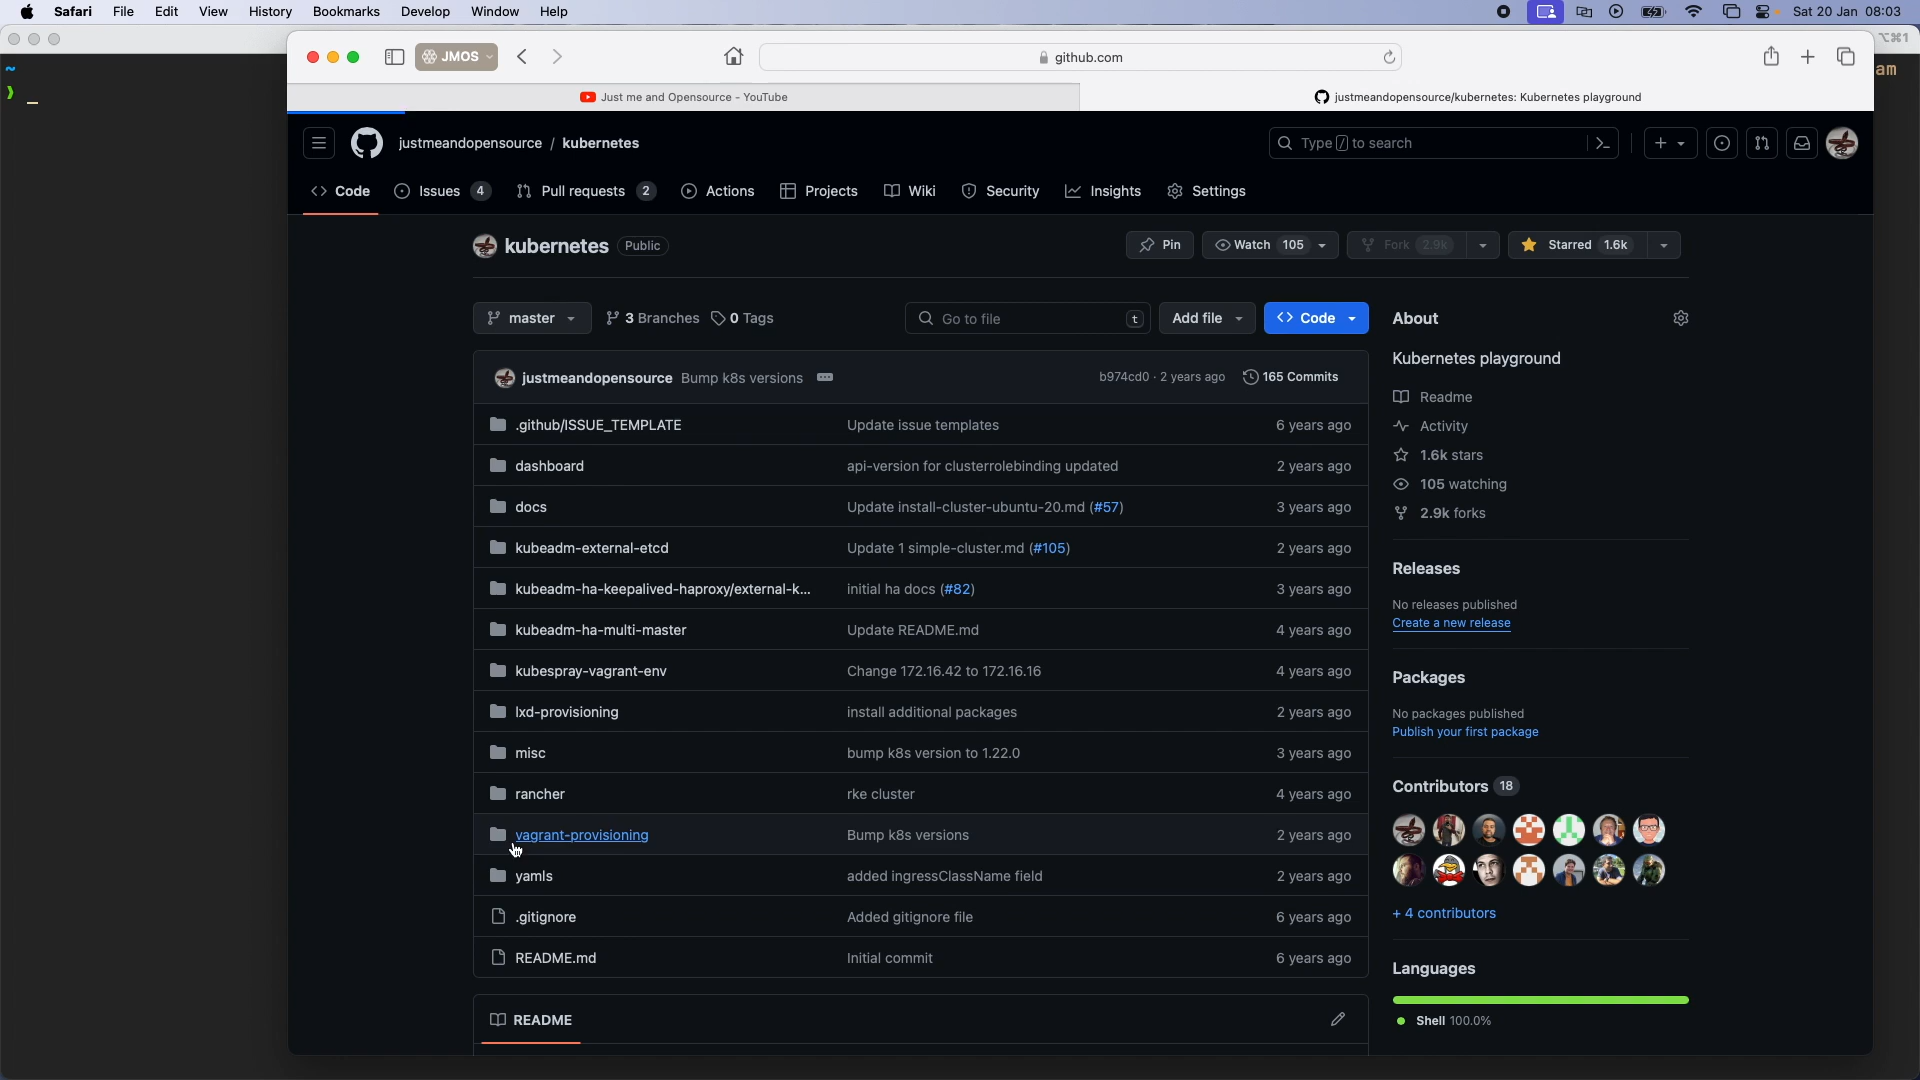 Safari File Edit View History Bookmarks Develop Window Help Sat 20 Jan 08:03
⌥⌘1
JMOS github.com
am
Just me and Opensource - YouTube justmeandopensource/kubernetes: Kubernetes playground
justmeandopensource / kubernetes Type / to search
Code Issues 4 Pull requests 2 Actions Projects Wiki Security Insights Settings
kubernetes Public Pin Watch 105 Fork 2.9k Starred 1.6k
master 3 Branches 0 Tags Go to file t Add file Code
justmeandopensource Bump k8s versions b974cd0 · 2 years ago 165 Commits
.github/ISSUE_TEMPLATE Update issue templates 6 years ago
dashboard api-version for clusterrolebinding updated 2 years ago
docs Update install-cluster-ubuntu-20.md (#57) 3 years ago
kubeadm-external-etcd Update 1 simple-cluster.md (#105) 2 years ago
kubeadm-ha-keepalived-haproxy/external-k... initial ha docs (#82) 3 years ago
kubeadm-ha-multi-master Update README.md 4 years ago
kubespray-vagrant-env Change 172.16.42 to 172.16.16 4 years ago
lxd-provisioning install additional packages 2 years ago
misc bump k8s version to 1.22.0 3 years ago
rancher rke cluster 4 years ago
vagrant-provisioning Bump k8s versions 2 years ago
yamls added ingressClassName field 2 years ago
.gitignore Added gitignore file 6 years ago
README.md Initial commit 6 years ago
README
About
Kubernetes playground
Readme
Activity
1.6k stars
105 watching
2.9k forks
Releases
No releases published
Create a new release
Packages
No packages published
Publish your first package
Contributors 18
+ 4 contributors
Languages
Shell 100.0%